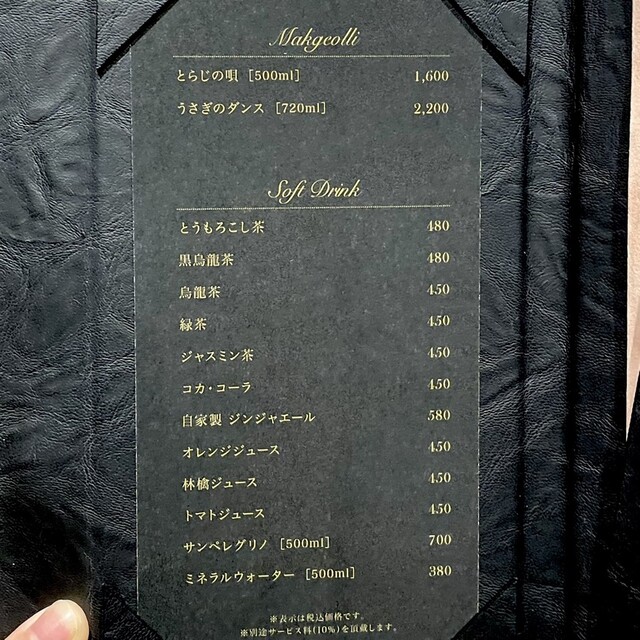 Makgeolli
とらじの唄 [500ml] 1,600
うさぎのダンス [720ml] 2,200
Soft Drink
とうもろこし茶 480
黒烏龍茶 480
烏龍茶 450
緑茶 450
ジャスミン茶 450
コカ・コーラ 450
自家製 ジンジャエール 580
オレンジジュース 450
林檎ジュース 450
トマトジュース 450
サンペレグリノ [500ml] 700
ミネラルウォーター [500ml] 380
※表示は税込価格です。
※別途サービス料(10%)を頂戴します。